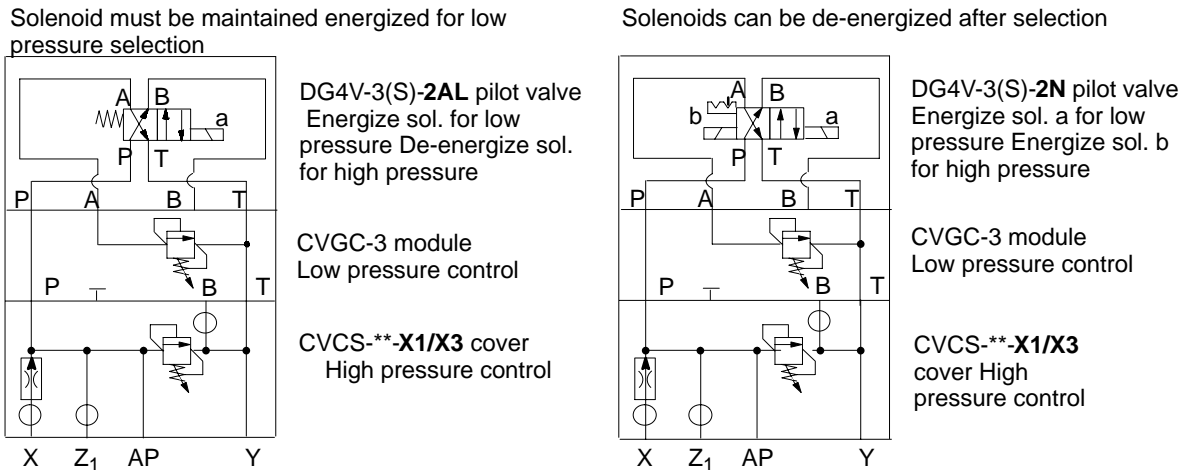 Solenoid must be maintained energized for low
pressure selection
A B
a
P T
P A B T
P B T
X Z1 AP Y
DG4V-3(S)-2AL pilot valve
Energize sol. for low
pressure De-energize sol.
for high pressure
CVGC-3 module
Low pressure control
CVCS-**-X1/X3 cover
High pressure control
Solenoids can be de-energized after selection
A B
b a
P T
P A B T
P B T
X Z1 AP Y
DG4V-3(S)-2N pilot valve
Energize sol. a for low
pressure Energize sol. b
for high pressure
CVGC-3 module
Low pressure control
CVCS-**-X1/X3
cover High
pressure control